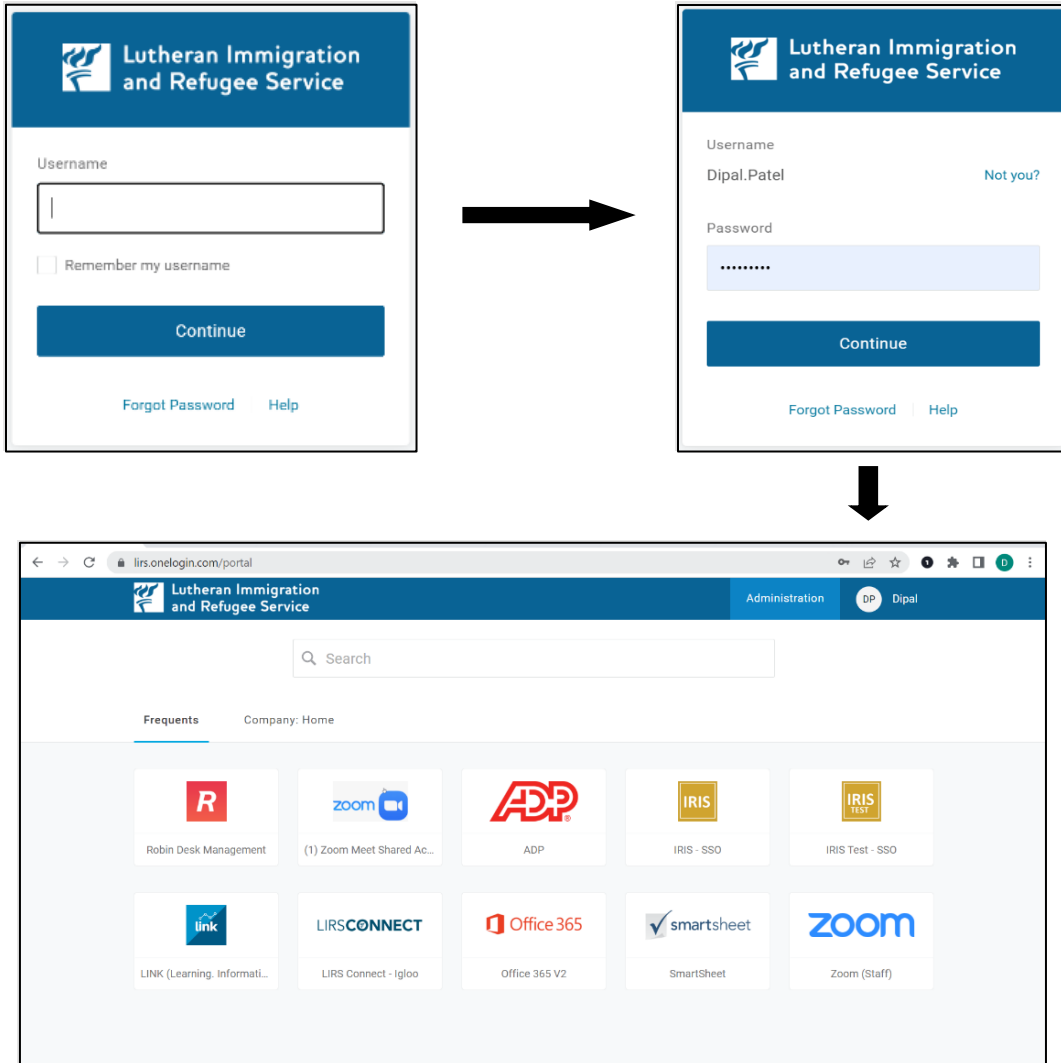 Lutheran Immigration
and Refugee Service
Username
Remember my username
Continue
Forgot Password Help
Lutheran Immigration
and Refugee Service
Username
Dipal.Patel Not you?
Password
•••••••••
Continue
Forgot Password Help
lirs.onelogin.com/portal D
Lutheran Immigration
and Refugee Service
Administration DP Dipal
Search
Frequents Company: Home
R zoom ADP IRIS IRIS TEST
Robin Desk Management (1) Zoom Meet Shared Ac... ADP IRIS - SSO IRIS Test - SSO
link LIRSCONNECT Office 365 smartsheet zoom
LINK (Learning. Informati... LIRS Connect - Igloo Office 365 V2 SmartSheet Zoom (Staff)